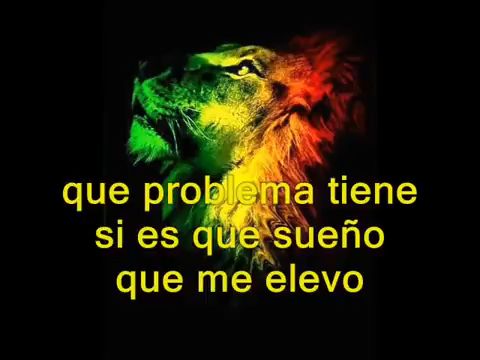 que problema tiene
si es que sueño
que me elevo